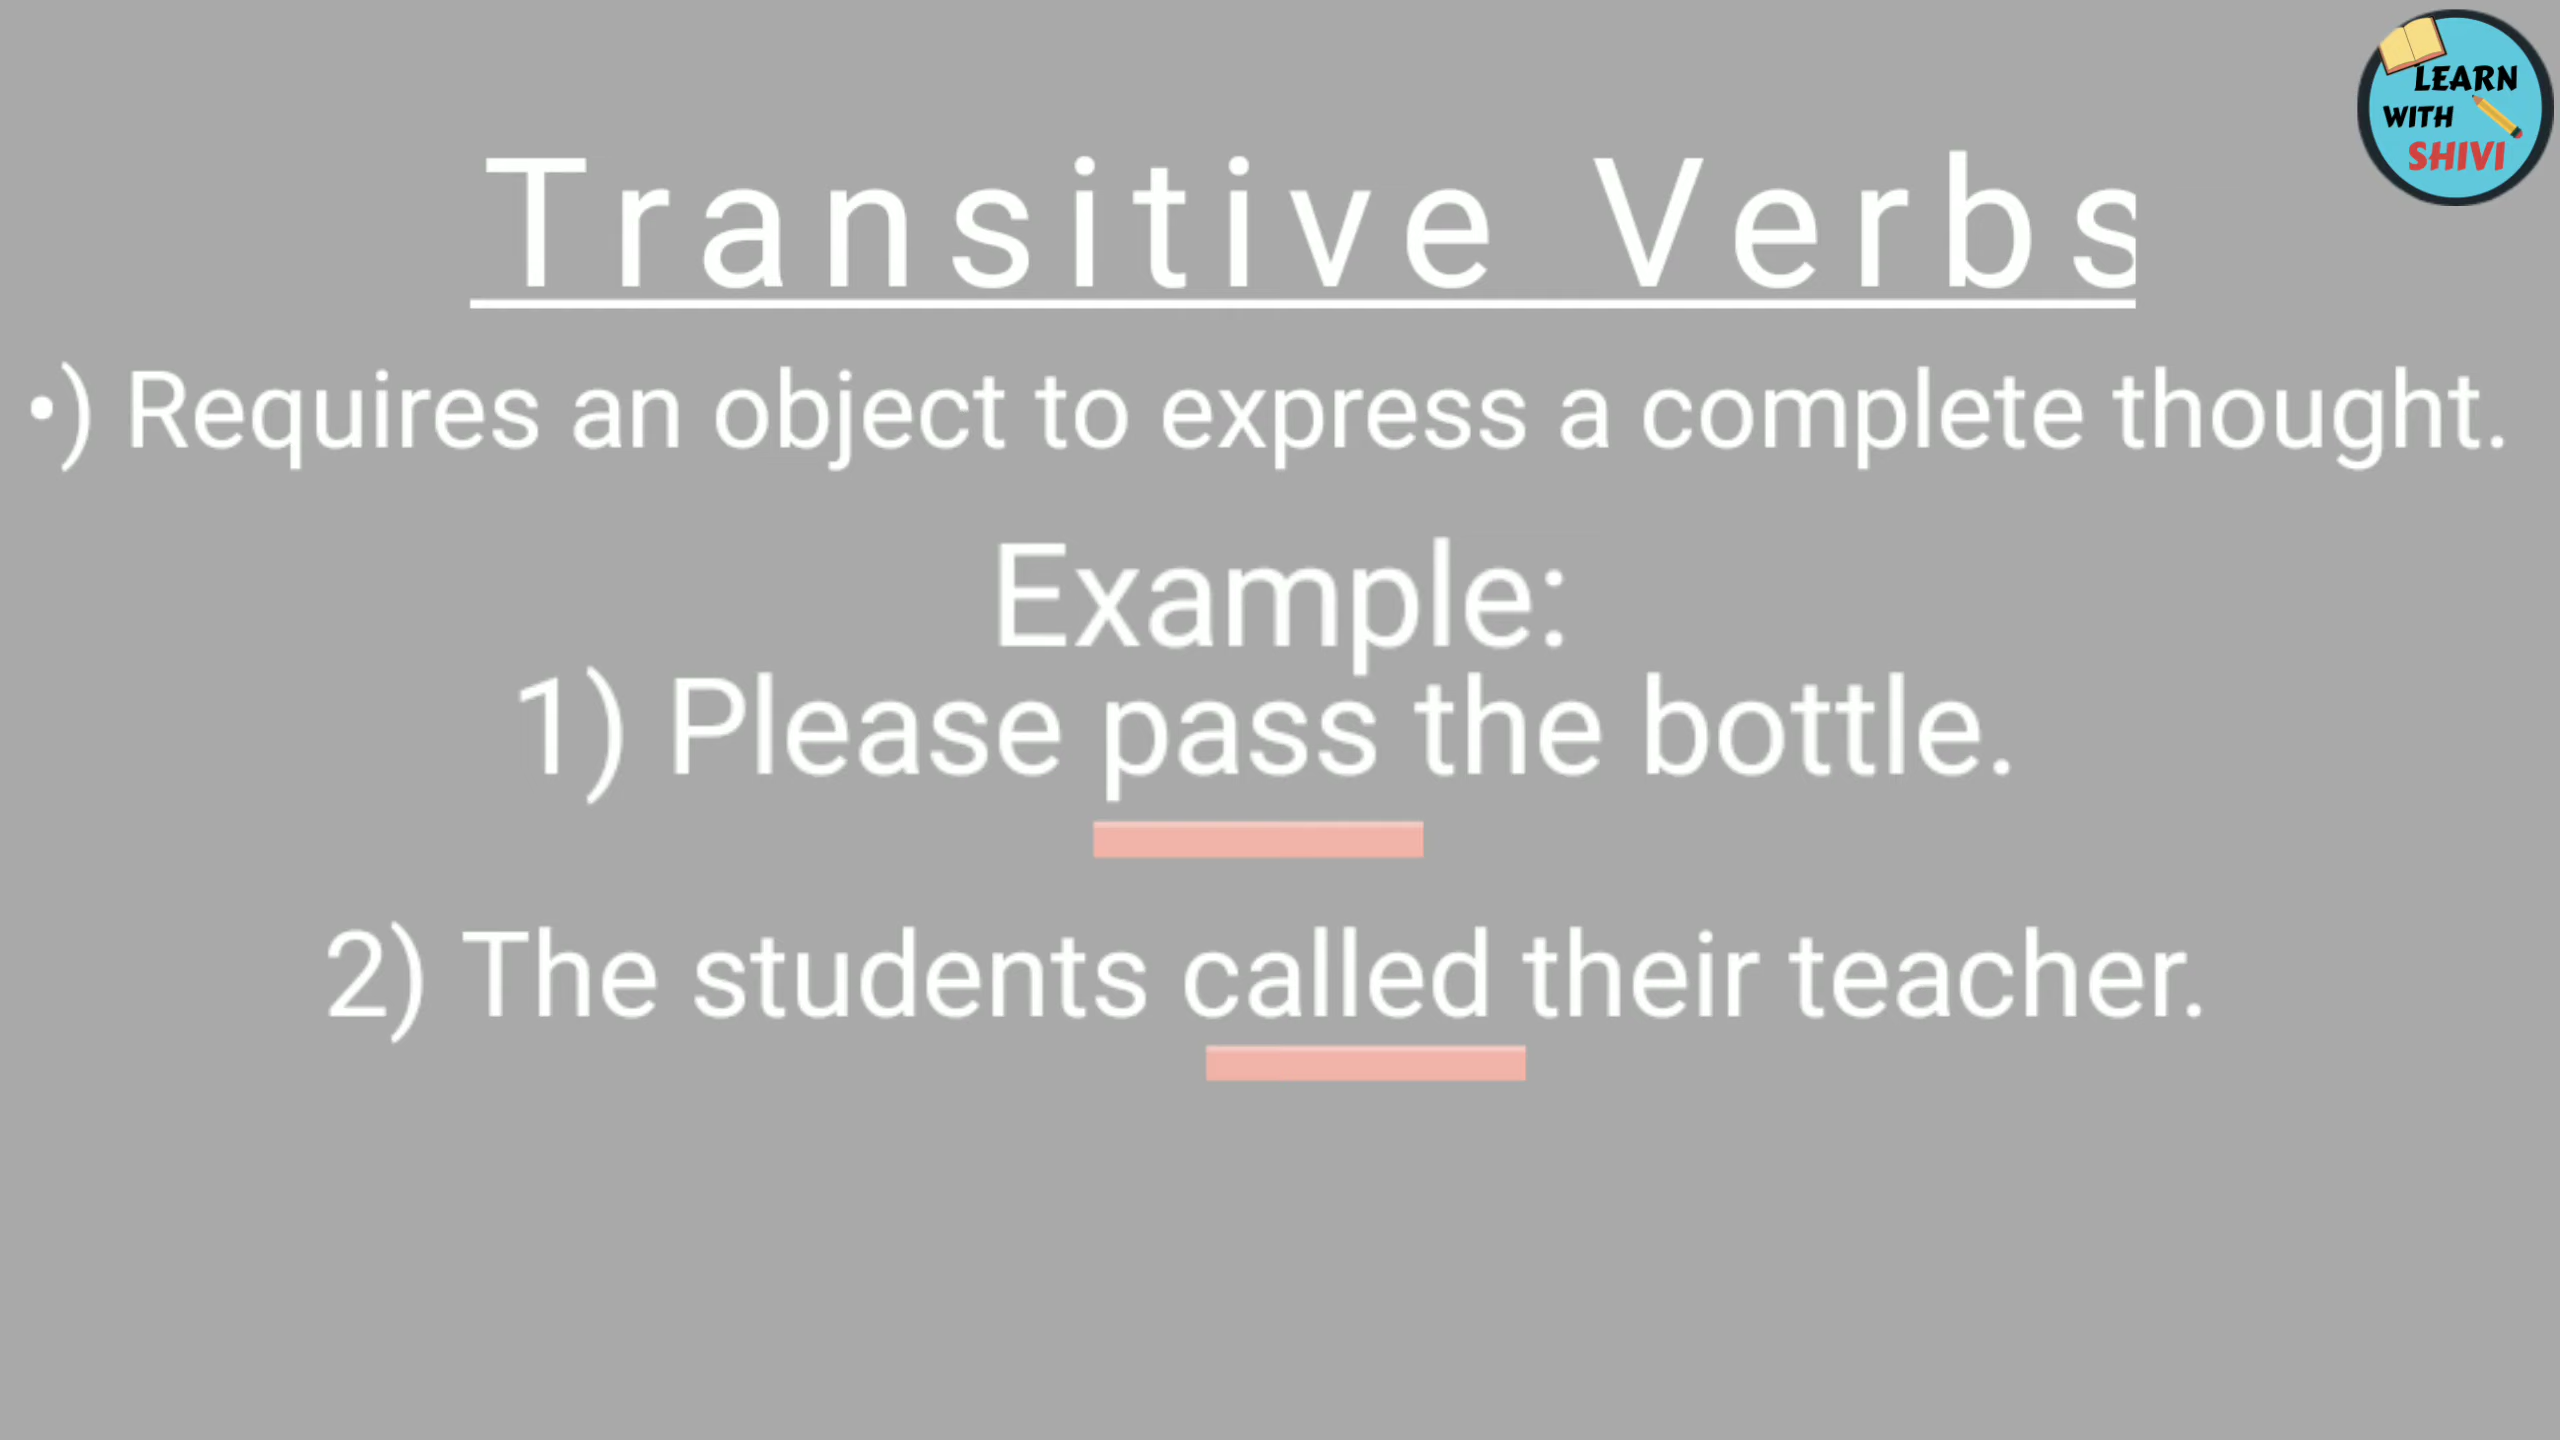 LEARN
WITH
SHIVI
Transitive Verbs
•) Requires an object to express a complete thought.
Example:
1) Please pass the bottle.
2) The students called their teacher.